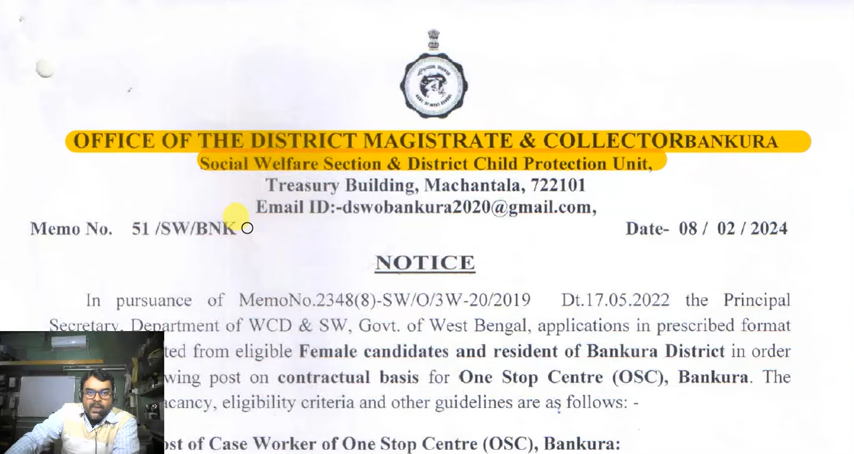 OFFICE OF THE DISTRICT MAGISTRATE & COLLECTORBANKURA
Social Welfare Section & District Child Protection Unit,
Treasury Building, Machantala, 722101
Email ID:-dswobankura2020@gmail.com,
Memo No. 51 /SW/BNK Date- 08 / 02 / 2024
NOTICE
In pursuance of MemoNo.2348(8)-SW/O/3W-20/2019 Dt.17.05.2022 the Principal
Secretary, Department of WCD & SW, Govt. of West Bengal, applications in prescribed format
from eligible Female candidates and resident of Bankura District in order
post on contractual basis for One Stop Centre (OSC), Bankura. The
eligibility criteria and other guidelines are as follows: -
of Case Worker of One Stop Centre (OSC), Bankura: